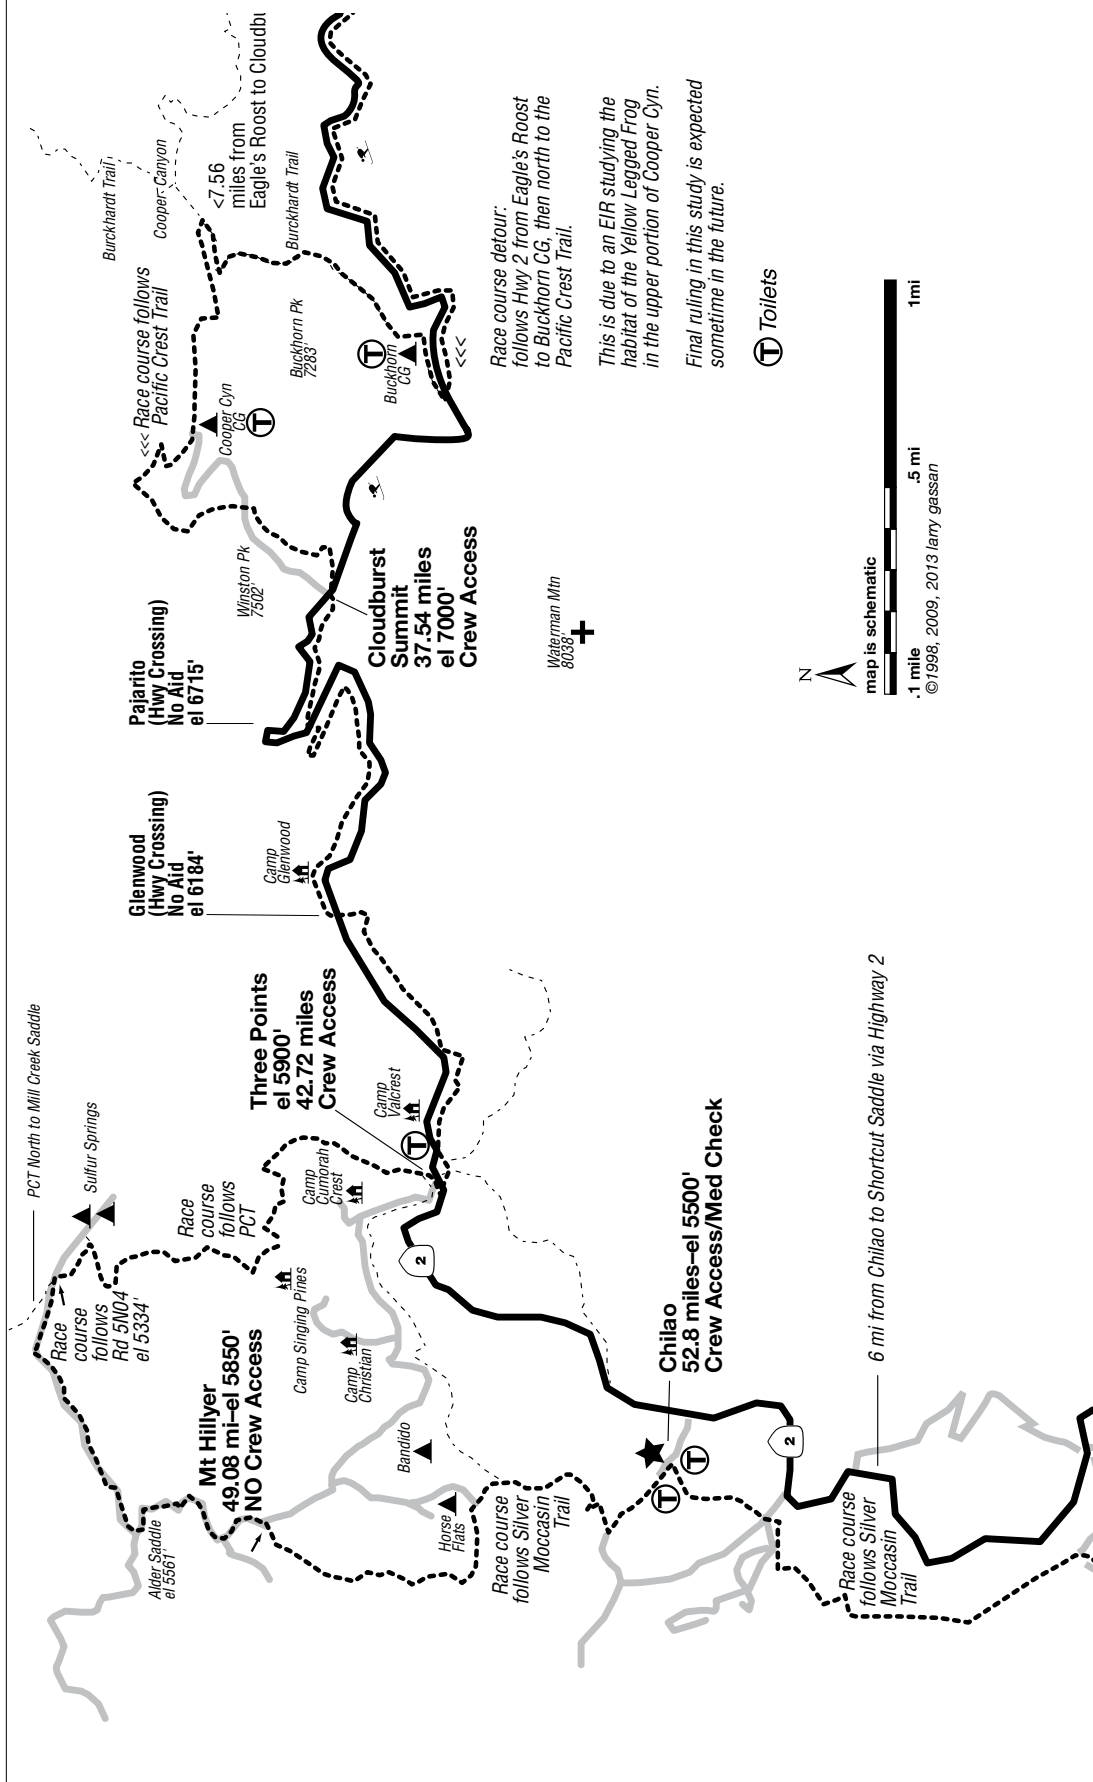 PCT North to Mill Creek Saddle
Sulfur Springs
Race
course
follows
Rd 5N04
el 5334'
Race
course
follows
PCT
Alder Saddle
el 5561'
Mt Hillyer
49.08 mi–el 5850'
NO Crew Access
Camp Singing Pines
Camp
Christian
Camp
Cumorah
Crest
Bandido
Horse
Flats
Race course
follows Silver
Moccasin
Trail
Three Points
el 5900'
42.72 miles
Crew Access
Camp
Valcrest
T
2
Glenwood
(Hwy Crossing)
No Aid
el 6184'
Camp
Glenwood
Pajarito
(Hwy Crossing)
No Aid
el 6715'
Winston Pk
7502'
Cloudburst
Summit
37.54 miles
el 7000'
Crew Access
<<< Race course follows
Pacific Crest Trail
Cooper Cyn
CG
T
Burckhardt Trail
Cooper Canyon
<7.56
miles from
Eagle's Roost to Cloudbu
Burckhardt Trail
Buckhorn Pk
7283'
T
Buckhorn
CG
<<<
Race course detour:
follows Hwy 2 from Eagle's Roost
to Buckhorn CG, then north to the
Pacific Crest Trail.
This is due to an EIR studying the
habitat of the Yellow Legged Frog
in the upper portion of Cooper Cyn.
Final ruling in this study is expected
sometime in the future.
T Toilets
Waterman Mtn
8038'
Chilao
52.8 miles–el 5500'
Crew Access/Med Check
T
T
2
6 mi from Chilao to Shortcut Saddle via Highway 2
Race course
follows Silver
Moccasin
Trail
N
map is schematic
.1 mile
.5 mi
1mi
©1998, 2009, 2013 larry gassan